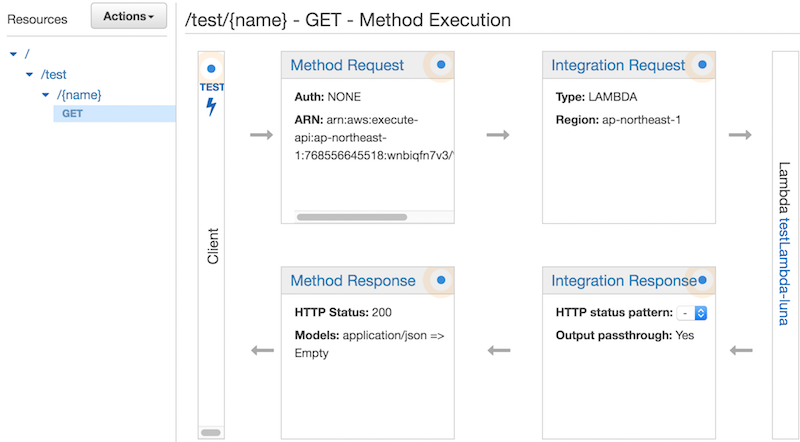 Resources
Actions
/
/test
/{name}
GET
/test/{name} - GET - Method Execution
TEST
Client
Method Request
Auth: NONE
ARN: arn:aws:execute-
api:ap-northeast-
1:768556645518:wnbiqfn7v3/
Integration Request
Type: LAMBDA
Region: ap-northeast-1
Lambda testLambda-luna
Method Response
HTTP Status: 200
Models: application/json =>
Empty
Integration Response
HTTP status pattern: -
Output passthrough: Yes